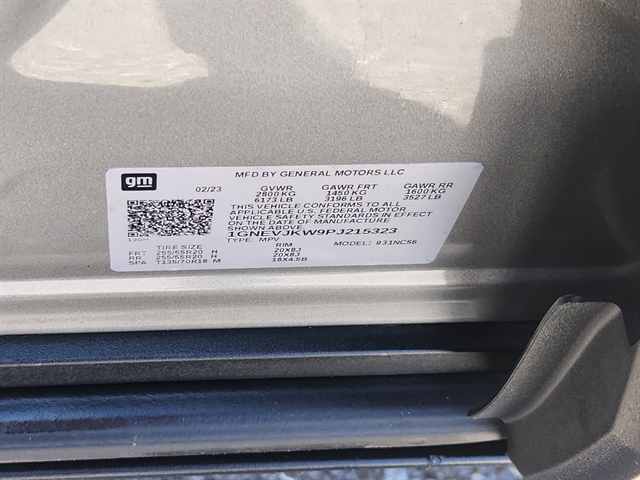 gm
MFD BY GENERAL MOTORS LLC
02/23 GVWR GAWR FRT GAWR RR
2800 KG 1450 KG 1600 KG
6173 LB 3196 LB 3527 LB
THIS VEHICLE CONFORMS TO ALL
APPLICABLE U.S. FEDERAL MOTOR
VEHICLE SAFETY STANDARDS IN EFFECT
ON THE DATE OF MANUFACTURE SHOWN ABOVE.
1GNEVJKW9PJ215323
TYPE: MPV MODEL: 931NC56
TIRE SIZE RIM
FRT 255/55R20 H 20X8J
RR 255/55R20 H 20X8J
SPA T135/70R18 M 18X4.5B